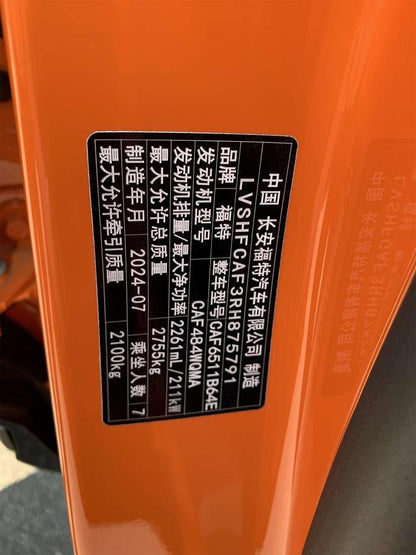 中国 长安福特汽车有限公司 制造
LVSHFCAF3RH875791
品牌 福特 整车型号 CAF6511B64E
发动机型号 CAF484WQMA
发动机排量/最大净功率 2261mL/211kW
最大允许总质量 2755kg
制造年月 2024-07 乘坐人数 7
最大允许牵引质量 2100kg